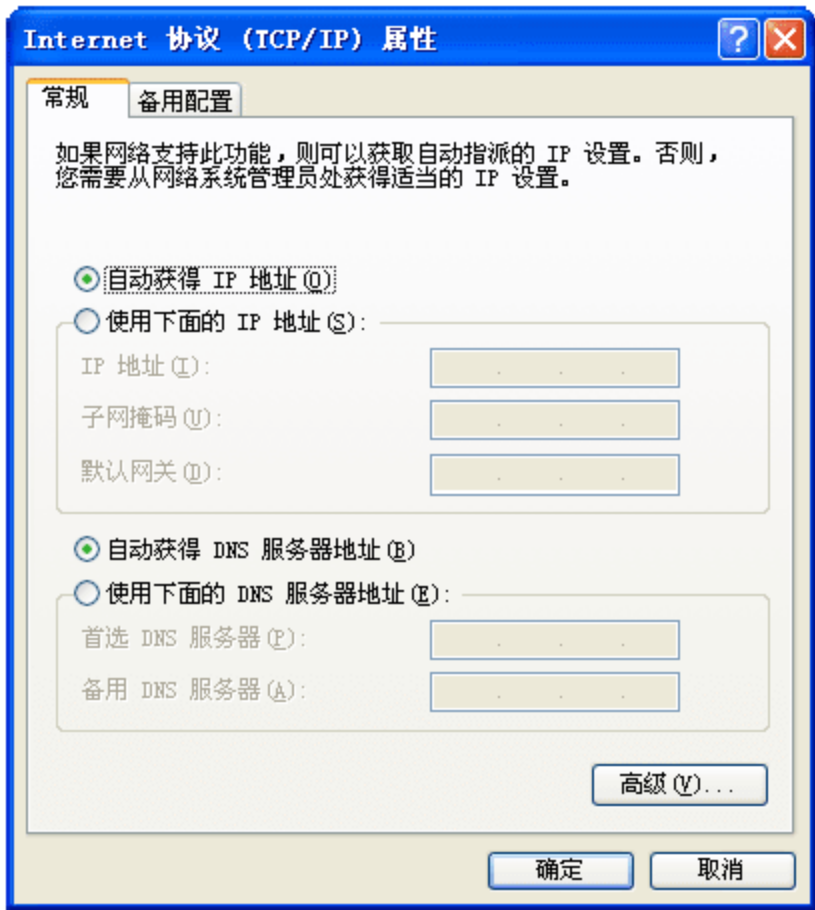 Internet 协议 (TCP/IP) 属性
常规
备用配置
如果网络支持此功能,则可以获取自动指派的 IP 设置。否则,
您需要从网络系统管理员处获得适当的 IP 设置。
自动获得 IP 地址(O)
使用下面的 IP 地址(S):
IP 地址(I):
子网掩码(U):
默认网关(D):
自动获得 DNS 服务器地址(B)
使用下面的 DNS 服务器地址(E):
首选 DNS 服务器(P):
备用 DNS 服务器(A):
高级(V)...
确定
取消